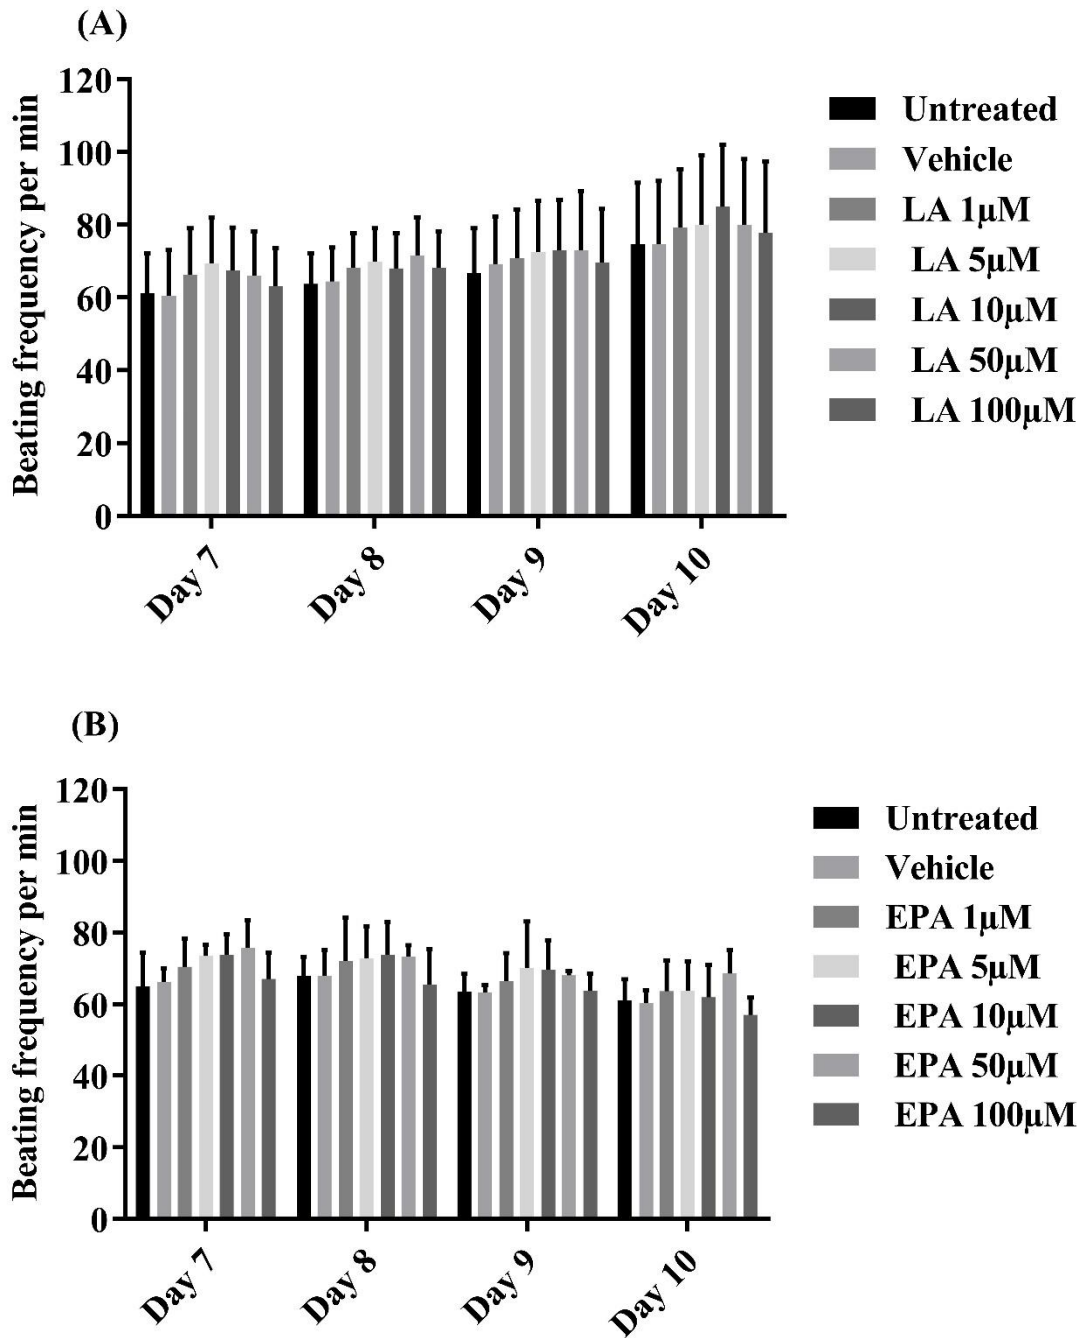 (A)
Beating frequency per min
120
100
80
60
40
20
0
Day 7
Day 8
Day 9
Day 10
Untreated
Vehicle
LA 1μM
LA 5μM
LA 10μM
LA 50μM
LA 100μM
(B)
Beating frequency per min
120
100
80
60
40
20
0
Day 7
Day 8
Day 9
Day 10
Untreated
Vehicle
EPA 1μM
EPA 5μM
EPA 10μM
EPA 50μM
EPA 100μM